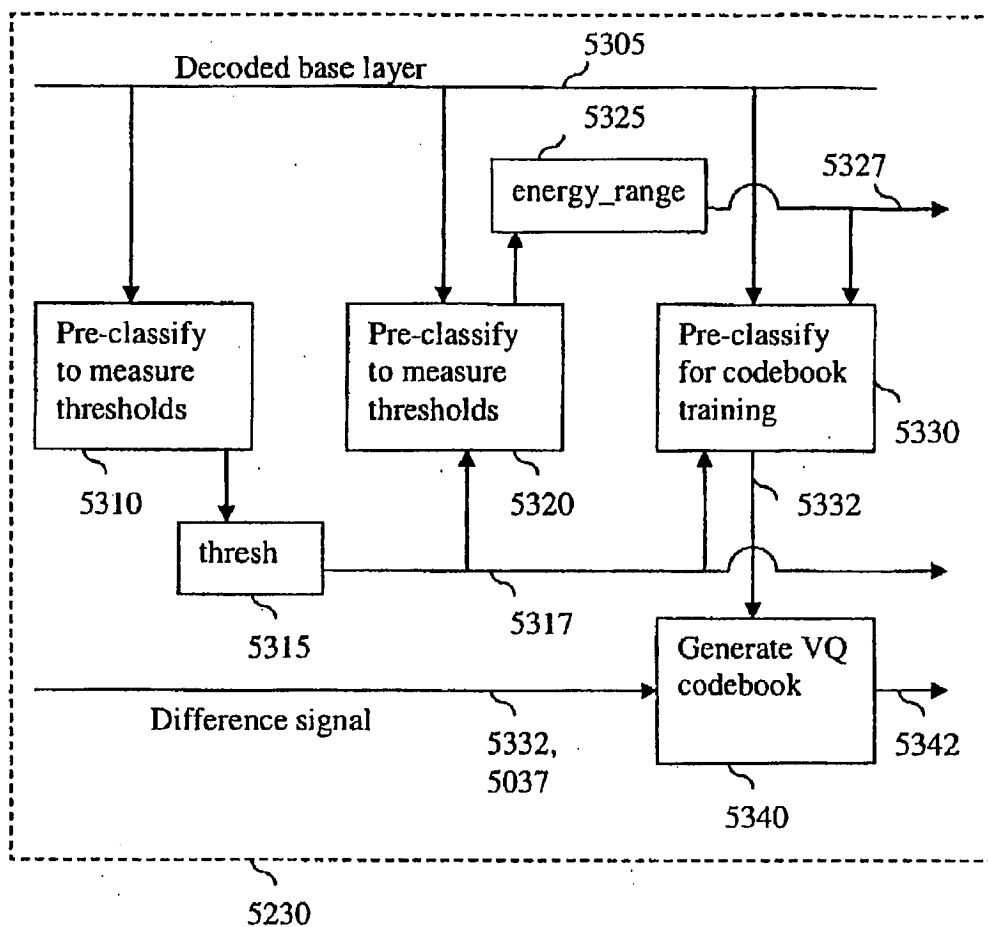 5305
Decoded base layer
5325
5327
energy_range
Pre-classify
to measure
thresholds
Pre-classify
to measure
thresholds
Pre-classify
for codebook
training
5330
5310
5320
5332
thresh
5315
5317
Generate VQ
codebook
Difference signal
5332,
5037
5342
5340
5230